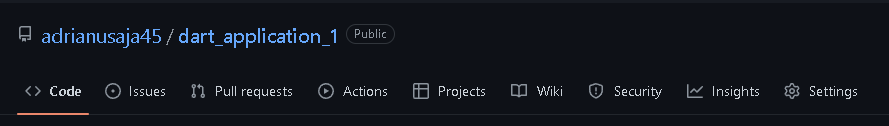 adrianusaja45 / dart_application_1 Public
Code Issues Pull requests Actions Projects Wiki Security Insights Settings